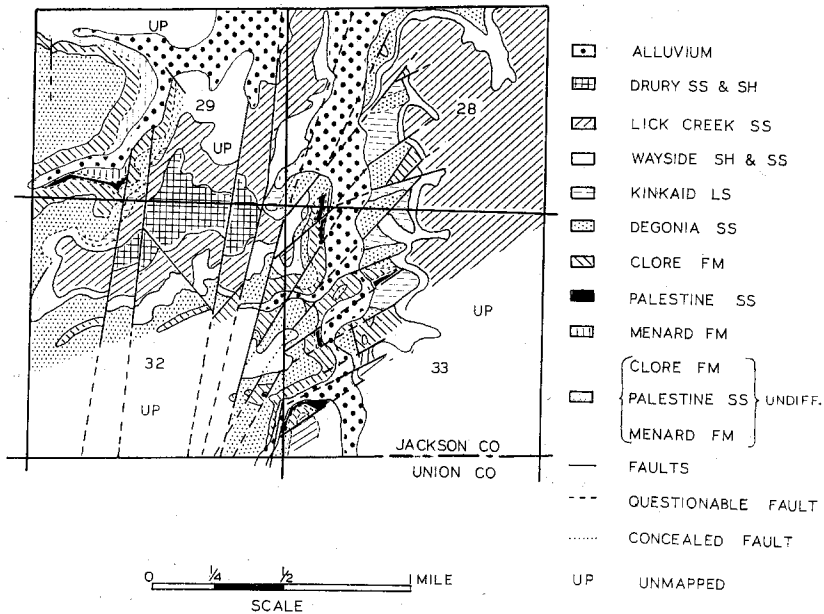 UP
29
UP
28
32
UP
UP
33
JACKSON CO
UNION CO
ALLUVIUM
DRURY SS & SH
LICK CREEK SS
WAYSIDE SH & SS
KINKAID LS
DEGONIA SS
CLORE FM
PALESTINE SS
MENARD FM
CLORE FM
PALESTINE SS UNDIFF.
MENARD FM
FAULTS
QUESTIONABLE FAULT
CONCEALED FAULT
UP UNMAPPED
0 1/4 1/2 1 MILE
SCALE